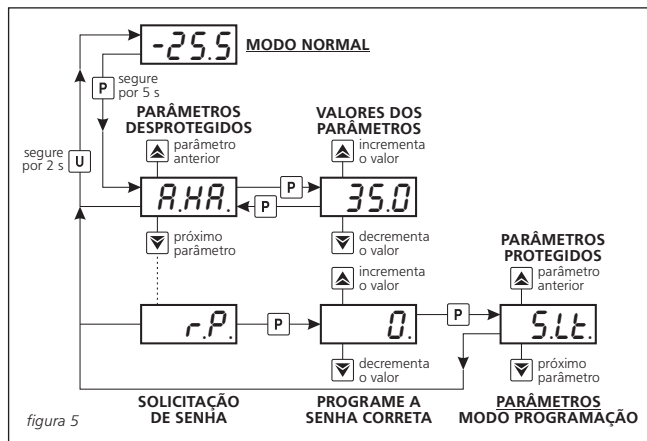 -25.5
MODO NORMAL
P
segure
por 5 s
PARÂMETROS
DESPROTEGIDOS
VALORES DOS
PARÂMETROS
parâmetro
anterior
incrementa
o valor
segure
por 2 s
U
A.HA.
P
P
35.0
próximo
parâmetro
decrementa
o valor
PARÂMETROS
PROTEGIDOS
incrementa
o valor
parâmetro
anterior
r.P.
P
0.
P
S.Lt.
decrementa
o valor
próximo
parâmetro
SOLICITAÇÃO
DE SENHA
PROGRAME A
SENHA CORRETA
PARÂMETROS
MODO PROGRAMAÇÃO
figura 5